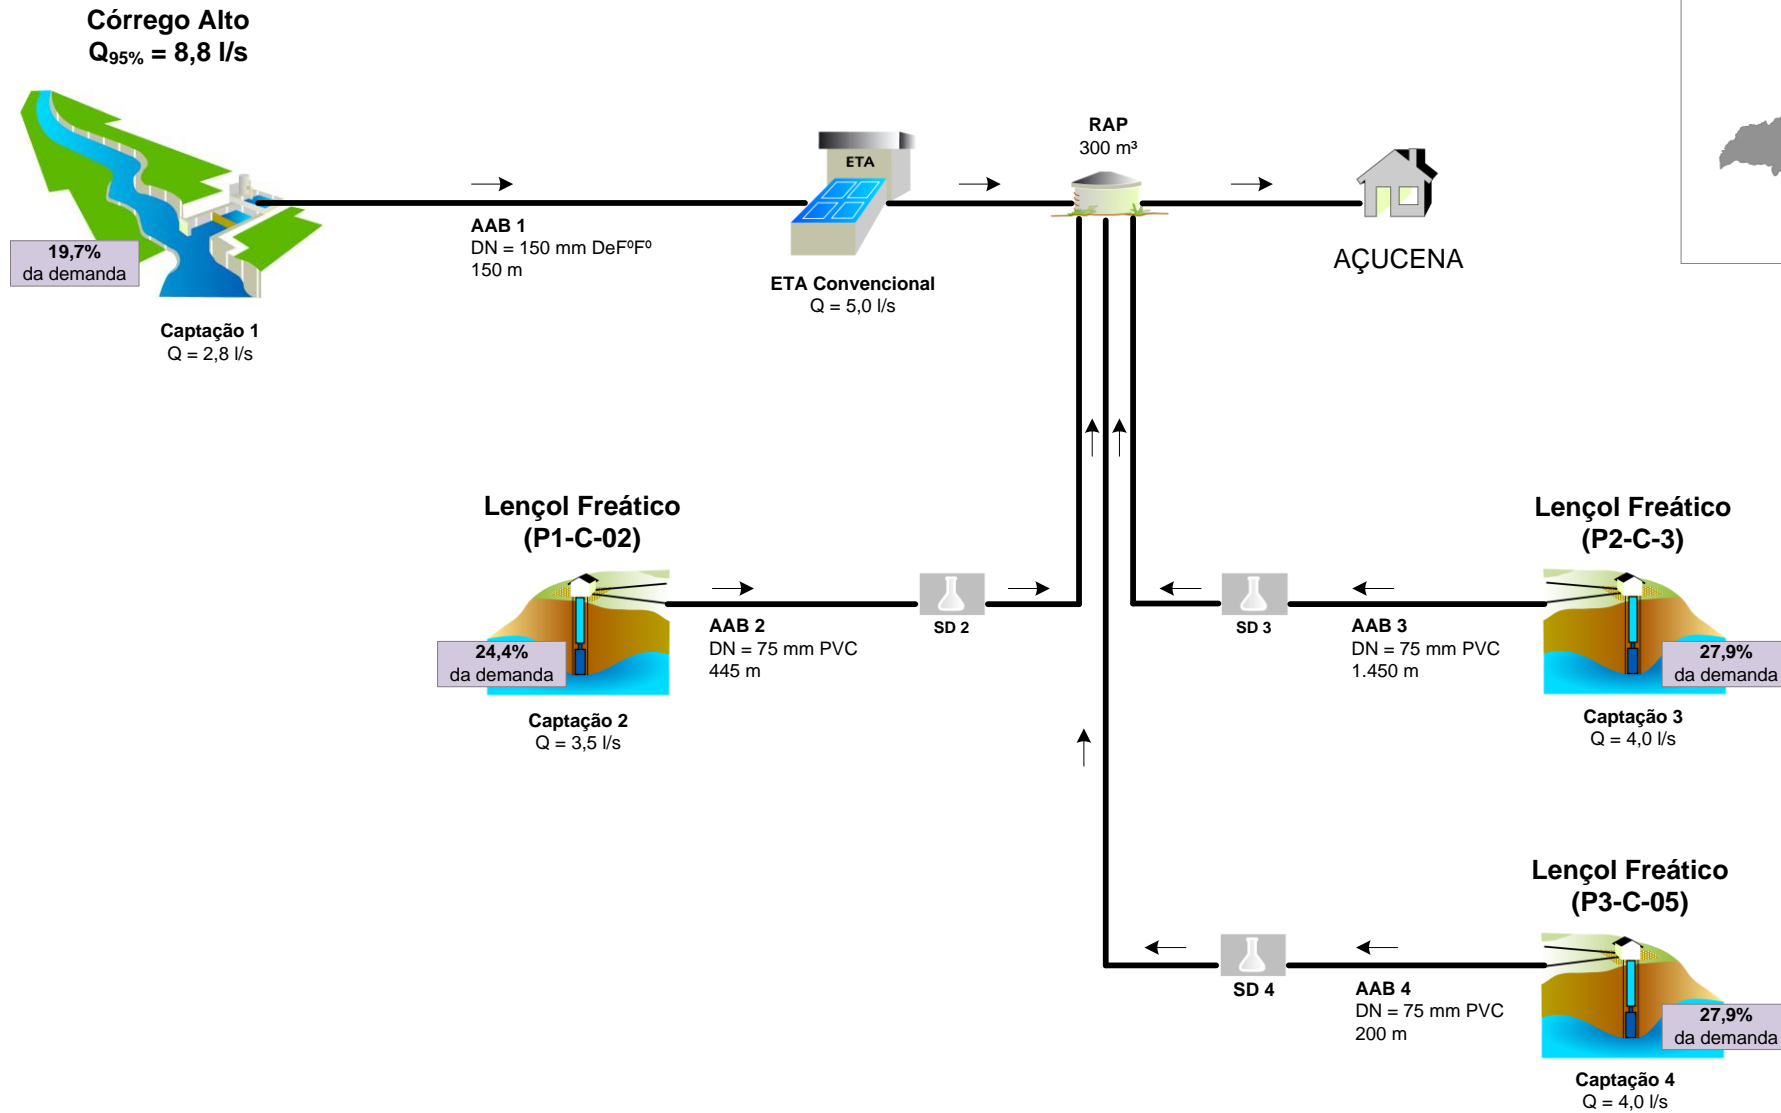 Córrego Alto
Q95% = 8,8 l/s
19,7%
da demanda
Captação 1
Q = 2,8 l/s
AAB 1
DN = 150 mm DeFºFº
150 m
ETA
ETA Convencional
Q = 5,0 l/s
RAP
300 m³
AÇUCENA
Lençol Freático
(P1-C-02)
24,4%
da demanda
Captação 2
Q = 3,5 l/s
AAB 2
DN = 75 mm PVC
445 m
SD 2
SD 3
AAB 3
DN = 75 mm PVC
1.450 m
Lençol Freático
(P2-C-3)
27,9%
da demanda
Captação 3
Q = 4,0 l/s
SD 4
AAB 4
DN = 75 mm PVC
200 m
Lençol Freático
(P3-C-05)
27,9%
da demanda
Captação 4
Q = 4,0 l/s